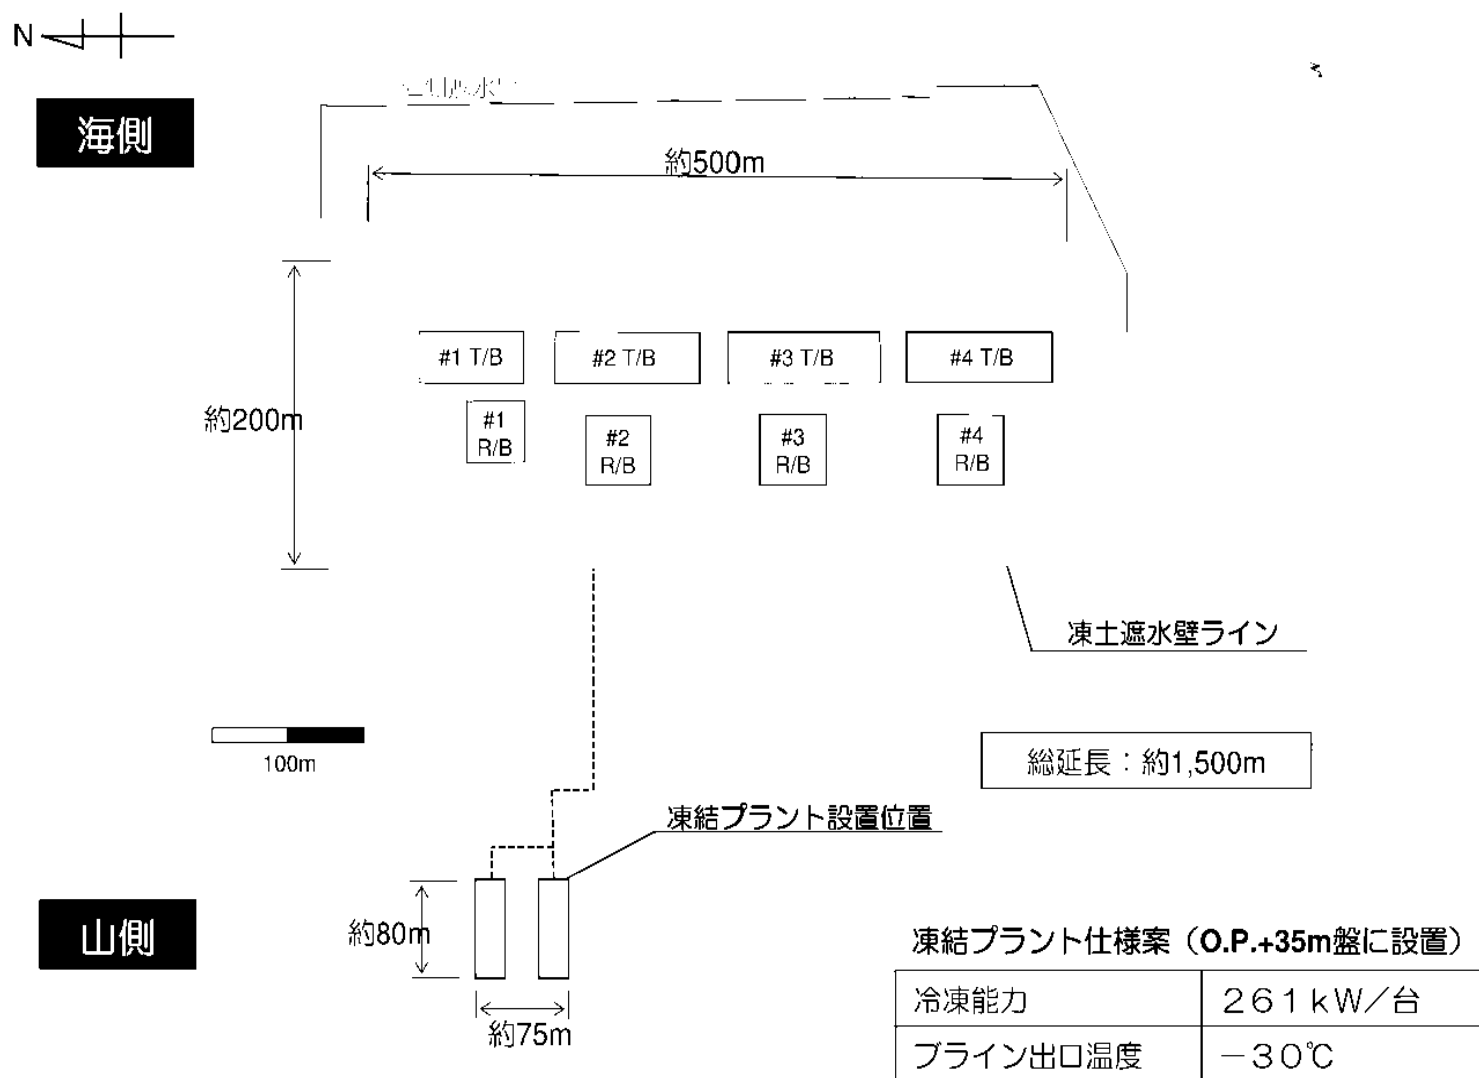 N
海側
約500m
#1 T/B
#2 T/B
#3 T/B
#4 T/B
約200m
#1
R/B
#2
R/B
#3
R/B
#4
R/B
凍土遮水壁ライン
100m
総延長：約1,500m
凍結プラント設置位置
山側
約80m
約75m
凍結プラント仕様案（O.P.+35m盤に設置）
冷凍能力 261kW／台
ブライン出口温度 －30℃